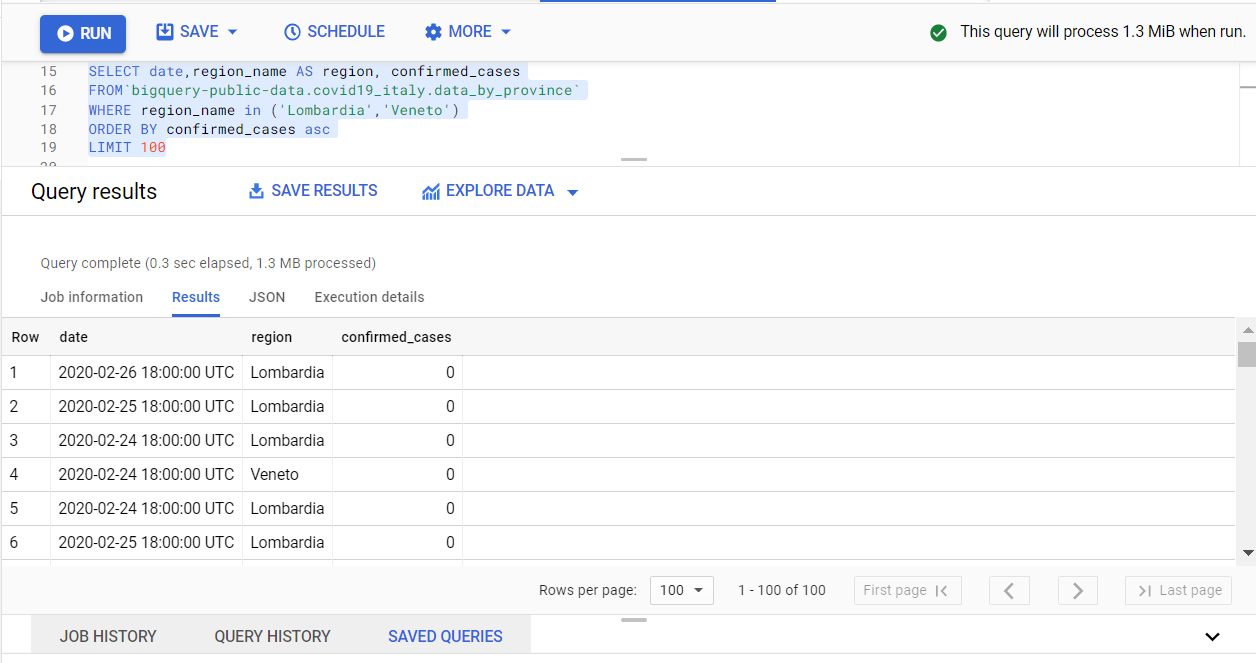 RUN SAVE SCHEDULE MORE This query will process 1.3 MiB when run.
15 SELECT date,region_name AS region, confirmed_cases
16 FROM`bigquery-public-data.covid19_italy.data_by_province`
17 WHERE region_name in ('Lombardia','Veneto')
18 ORDER BY confirmed_cases asc
19 LIMIT 100
20
Query results SAVE RESULTS EXPLORE DATA
Query complete (0.3 sec elapsed, 1.3 MB processed)
Job information Results JSON Execution details
Row date region confirmed_cases
1 2020-02-26 18:00:00 UTC Lombardia 0
2 2020-02-25 18:00:00 UTC Lombardia 0
3 2020-02-24 18:00:00 UTC Lombardia 0
4 2020-02-24 18:00:00 UTC Veneto 0
5 2020-02-24 18:00:00 UTC Lombardia 0
6 2020-02-25 18:00:00 UTC Lombardia 0
Rows per page: 100 1 - 100 of 100 First page Last page
JOB HISTORY QUERY HISTORY SAVED QUERIES